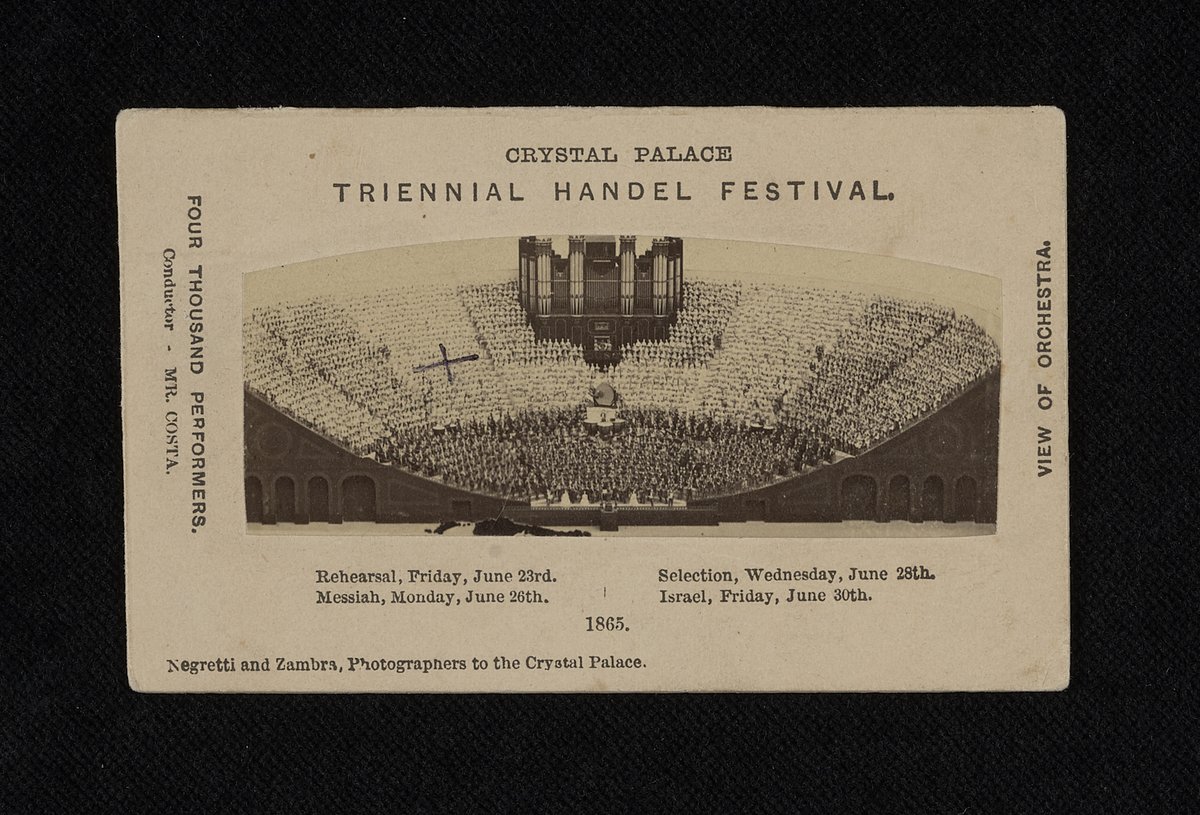 CRYSTAL PALACE
TRIENNIAL HANDEL FESTIVAL.
FOUR THOUSAND PERFORMERS.
Conductor - MR. COSTA.
VIEW OF ORCHESTRA.
Rehearsal, Friday, June 23rd.
Messiah, Monday, June 26th.
Selection, Wednesday, June 28th.
Israel, Friday, June 30th.
1865.
Negretti and Zambra, Photographers to the Crystal Palace.